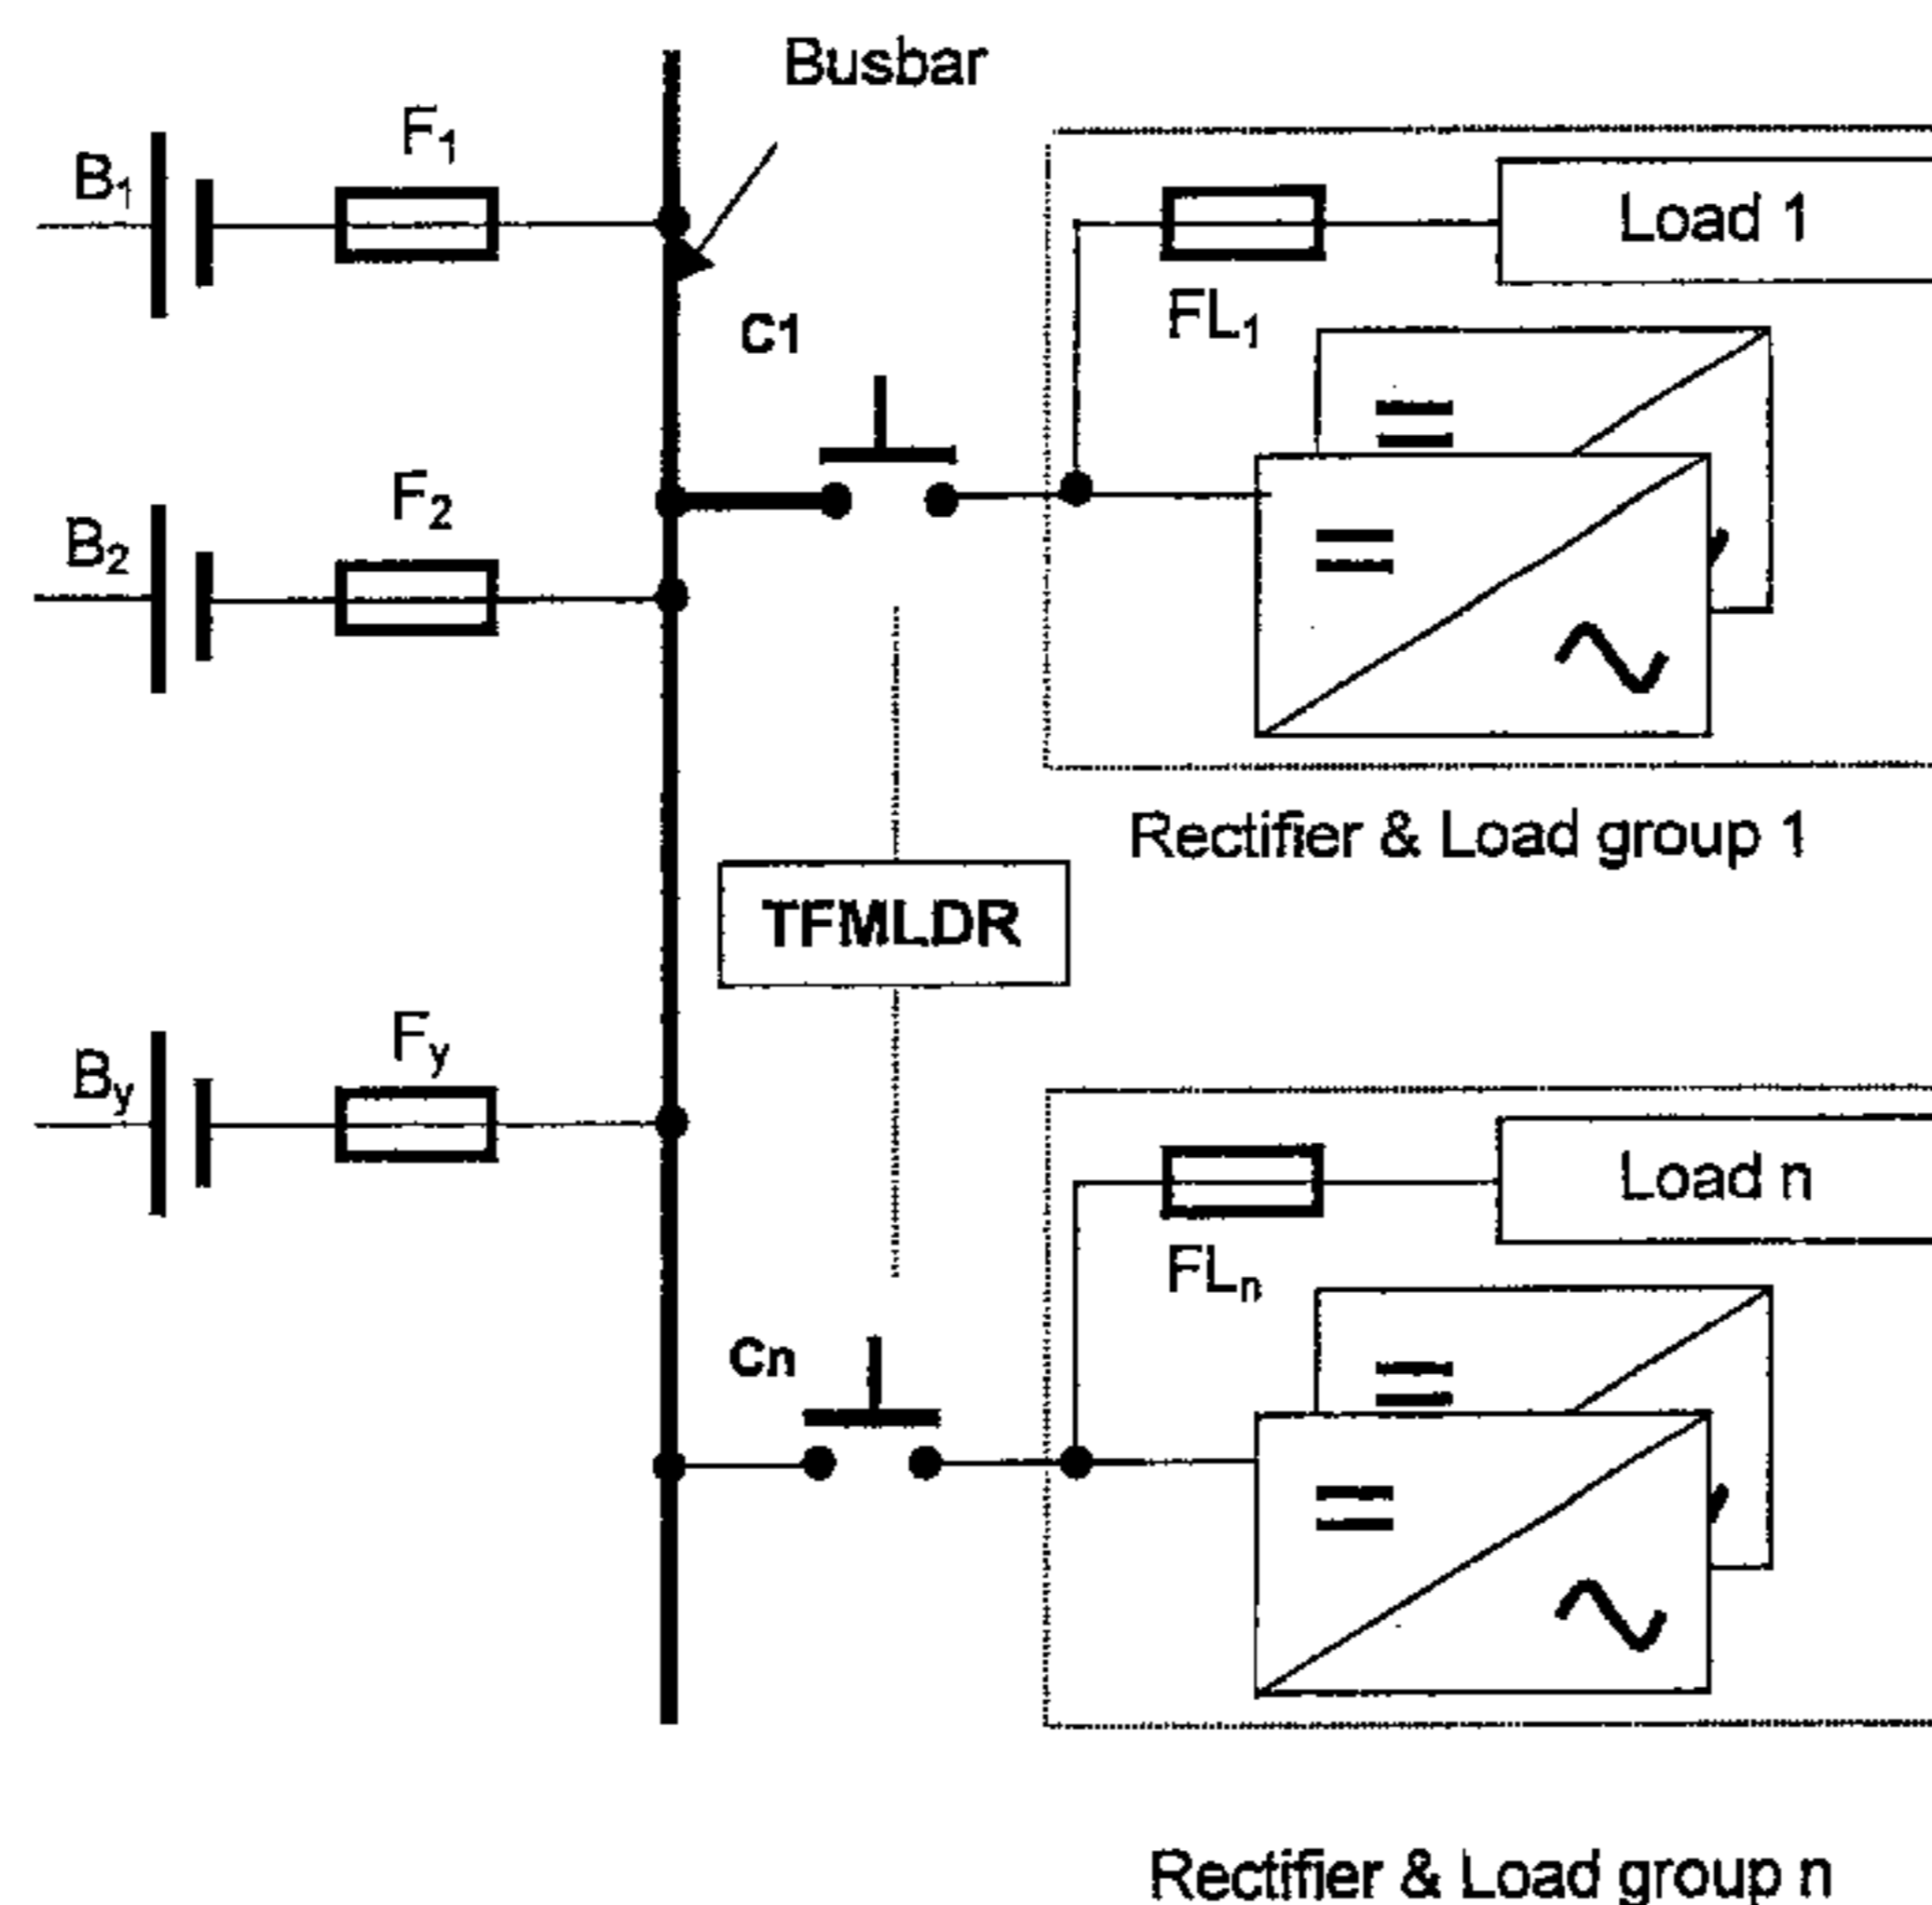 Busbar
F1
B1
Load 1
FL1
C1
F2
B2
Rectifier & Load group 1
TFMLDR
Fy
By
Load n
FLn
Cn
Rectifier & Load group n